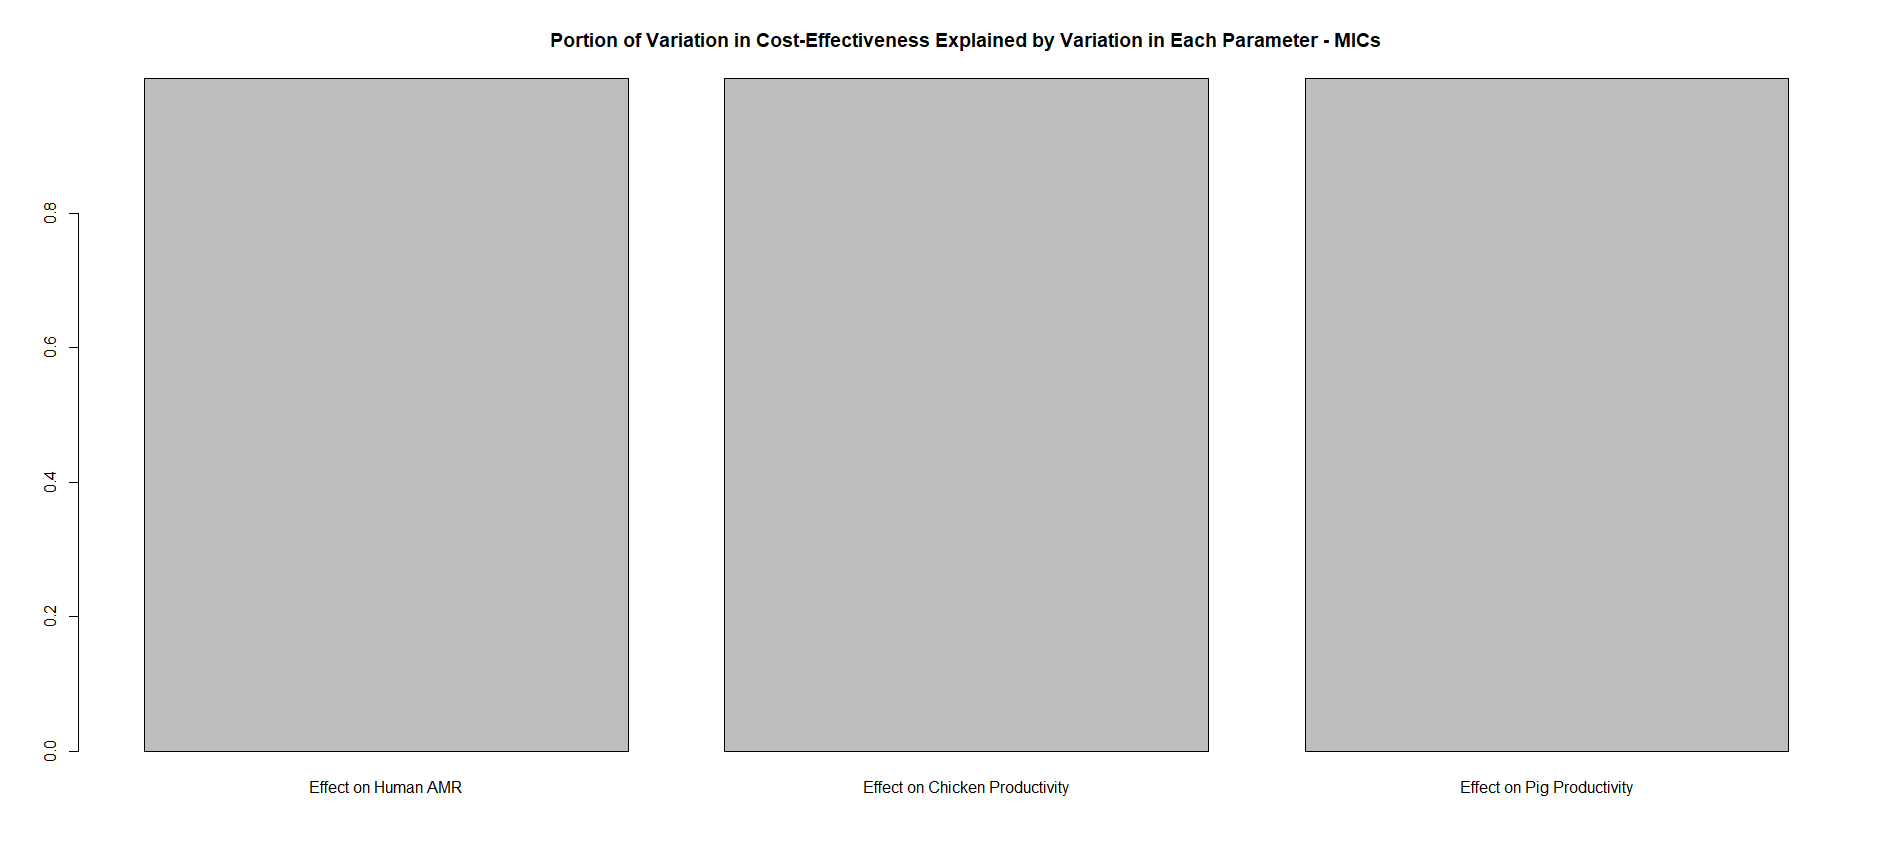 Portion of Variation in Cost-Effectiveness Explained by Variation in Each Parameter - MICs
0.8
0.6
0.4
0.2
0.0
Effect on Human AMR
Effect on Chicken Productivity
Effect on Pig Productivity